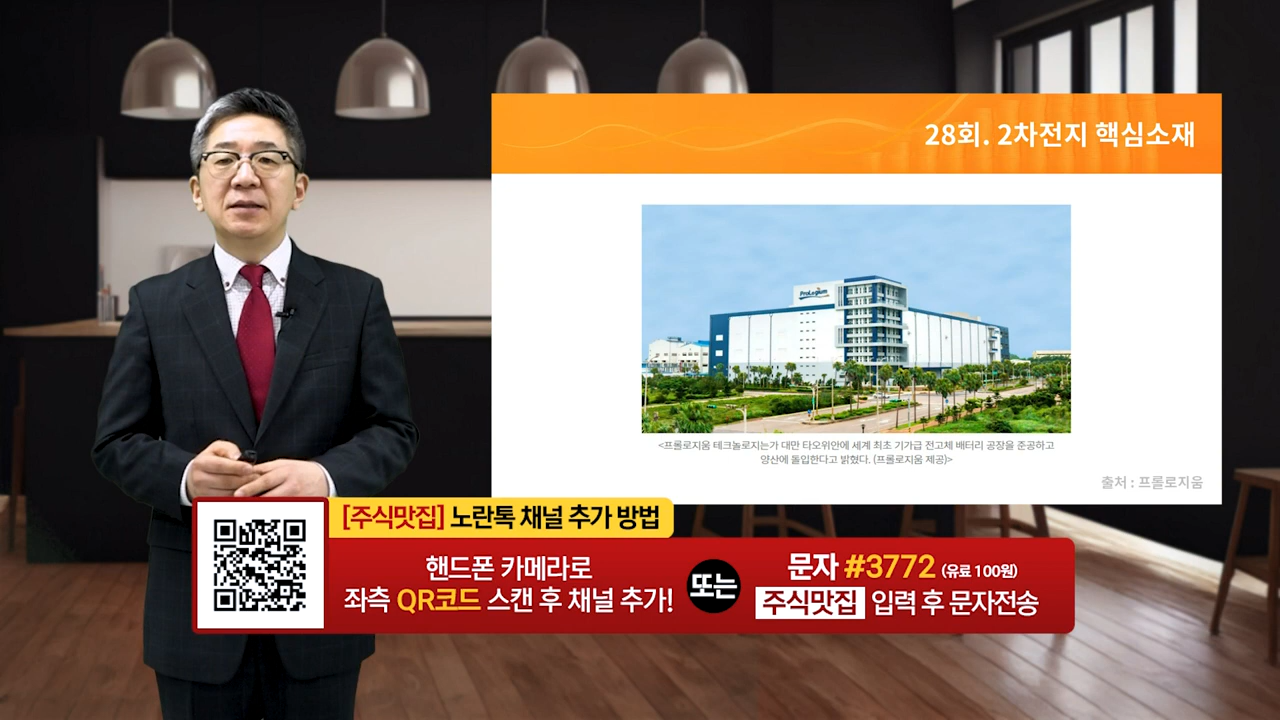 28회. 2차전지 핵심소재
ProLogium
<프롤로지움 테크놀로지는가 대만 타오위안에 세계 최초 기가급 전고체 배터리 공장을 준공하고
양산에 돌입한다고 밝혔다. (프롤로지움 제공)>
출처 : 프롤로지움
[주식맛집] 노란톡 채널 추가 방법
핸드폰 카메라로
좌측 QR코드 스캔 후 채널 추가!
또는
문자 #3772 (유료 100원)
주식맛집 입력 후 문자전송